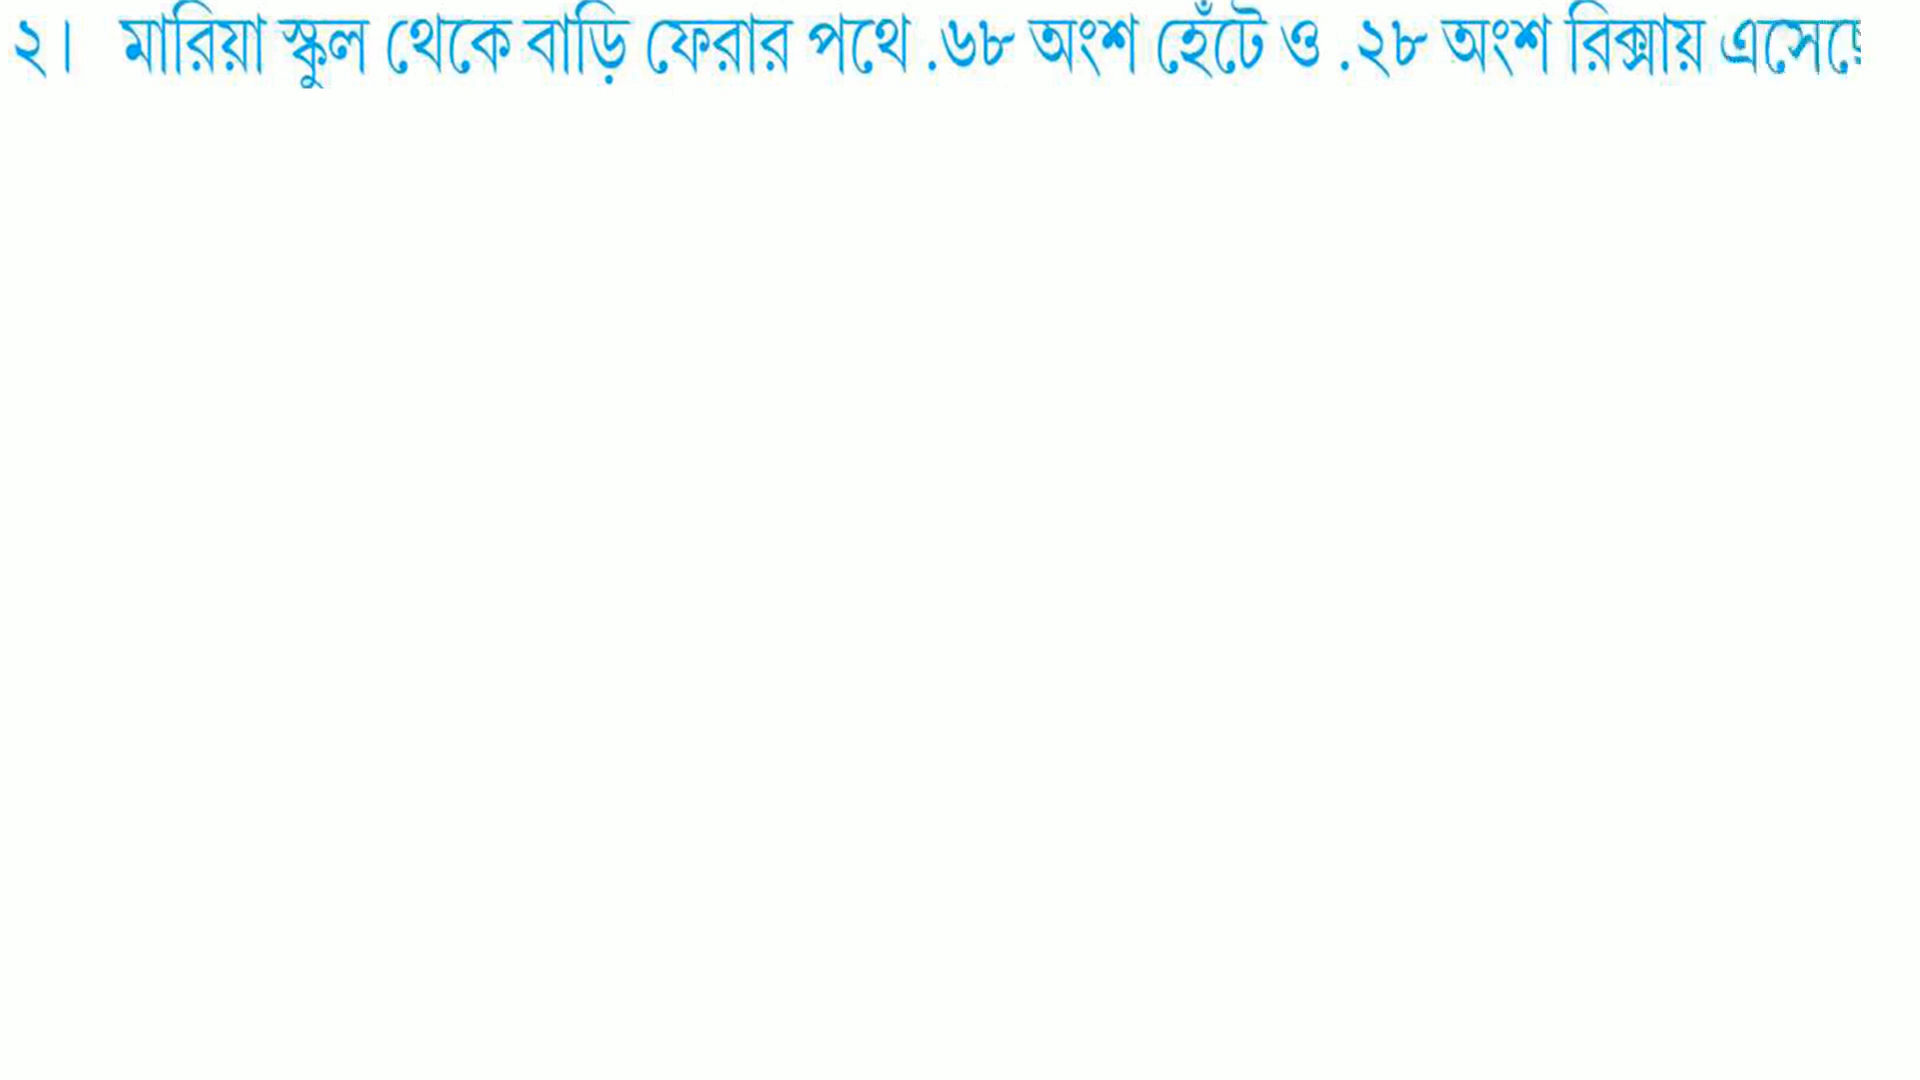 ২। মারিয়া স্কুল থেকে বাড়ি ফেরার পথে .৬৮ অংশ হেঁটে ও .২৮ অংশ রিক্সায়